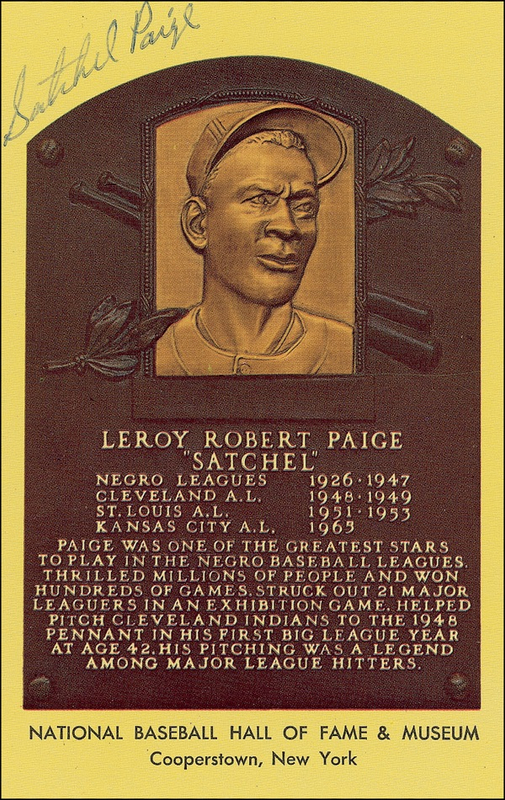 Satchel Paige
LEROY ROBERT PAIGE
"SATCHEL"
NEGRO LEAGUES 1926·1947
CLEVELAND A.L. 1948·1949
ST. LOUIS A.L. 1951·1953
KANSAS CITY A.L. 1965
PAIGE WAS ONE OF THE GREATEST STARS
TO PLAY IN THE NEGRO BASEBALL LEAGUES.
THRILLED MILLIONS OF PEOPLE AND WON
HUNDREDS OF GAMES. STRUCK OUT 21 MAJOR
LEAGUERS IN AN EXHIBITION GAME. HELPED
PITCH CLEVELAND INDIANS TO THE 1948
PENNANT IN HIS FIRST BIG LEAGUE YEAR
AT AGE 42. HIS PITCHING WAS A LEGEND
AMONG MAJOR LEAGUE HITTERS.
NATIONAL BASEBALL HALL OF FAME & MUSEUM
Cooperstown, New York